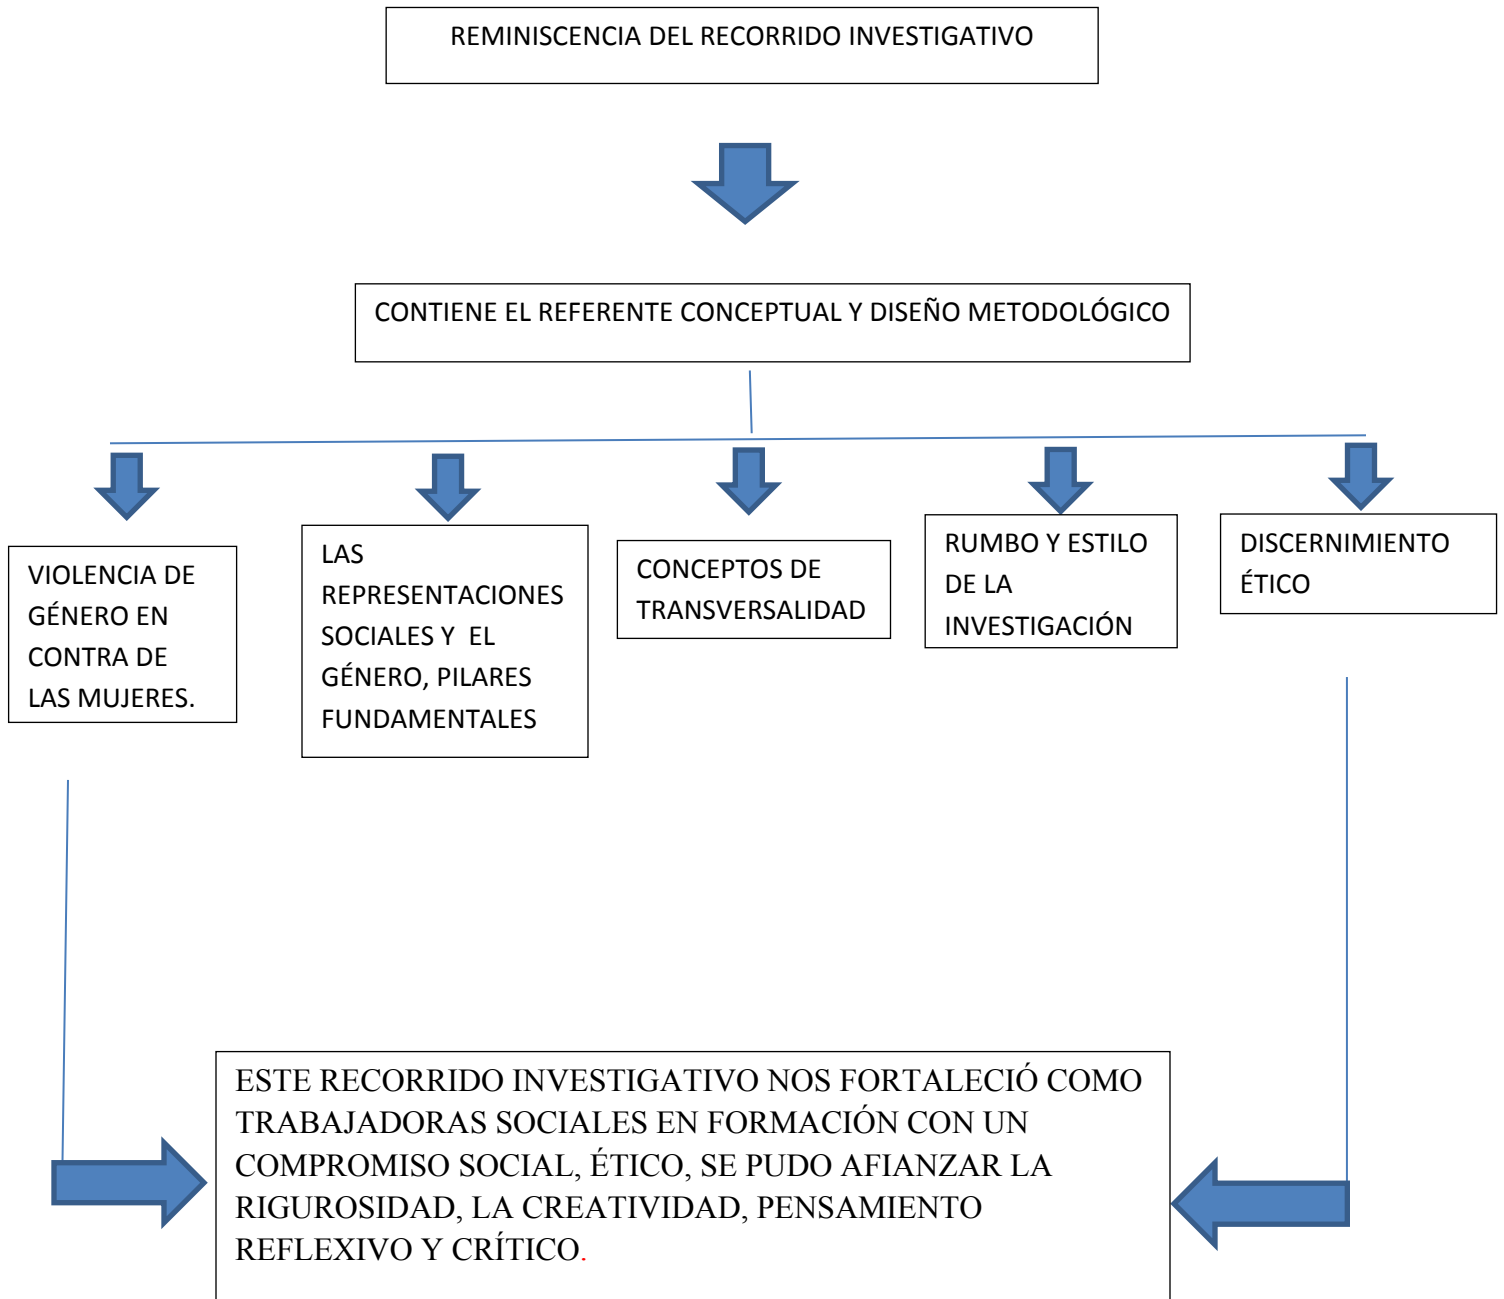 REMINISCENCIA DEL RECORRIDO INVESTIGATIVO
CONTIENE EL REFERENTE CONCEPTUAL Y DISEÑO METODOLÓGICO
VIOLENCIA DE
GÉNERO EN
CONTRA DE
LAS MUJERES.
LAS
REPRESENTACIONES
SOCIALES Y EL
GÉNERO, PILARES
FUNDAMENTALES
CONCEPTOS DE
TRANSVERSALIDAD
RUMBO Y ESTILO
DE LA
INVESTIGACIÓN
DISCERNIMIENTO
ÉTICO
ESTE RECORRIDO INVESTIGATIVO NOS FORTALECIÓ COMO
TRABAJADORAS SOCIALES EN FORMACIÓN CON UN
COMPROMISO SOCIAL, ÉTICO, SE PUDO AFIANZAR LA
RIGUROSIDAD, LA CREATIVIDAD, PENSAMIENTO
REFLEXIVO Y CRÍTICO.